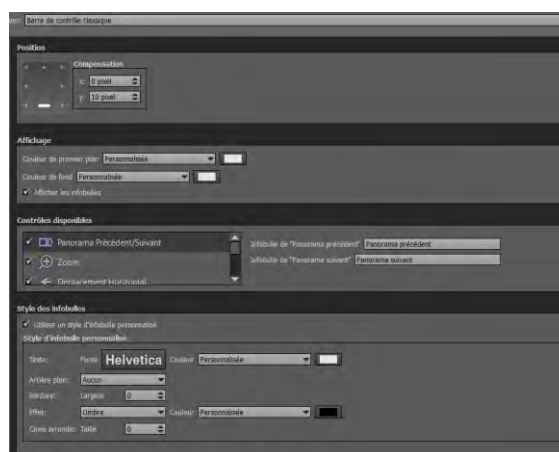 Barre de contrôle classique
Position
Compensation
x: 0 pixel
y: 10 pixel
Affichage
Couleur de premier plan Personnalisée
Couleur de fond Personnalisée
Afficher les infobulles
Contrôles disponibles
Panorama Précédent/Suivant
Infobulle de "Panorama précédent" Panorama précédent
Zoom
Infobulle de "Panorama suivant" Panorama suivant
Déplacement Horizontal
Style des infobulles
Utiliser un style d'infobulle personnalisé
Style d'infobulle personnalisé
Texte: Fonte Helvetica Couleur Personnalisée
Arrière plan: Aucun
Bordure: Largeur 0
Effet: Ombre Couleur Personnalisée
Coins arrondis: Taille 0